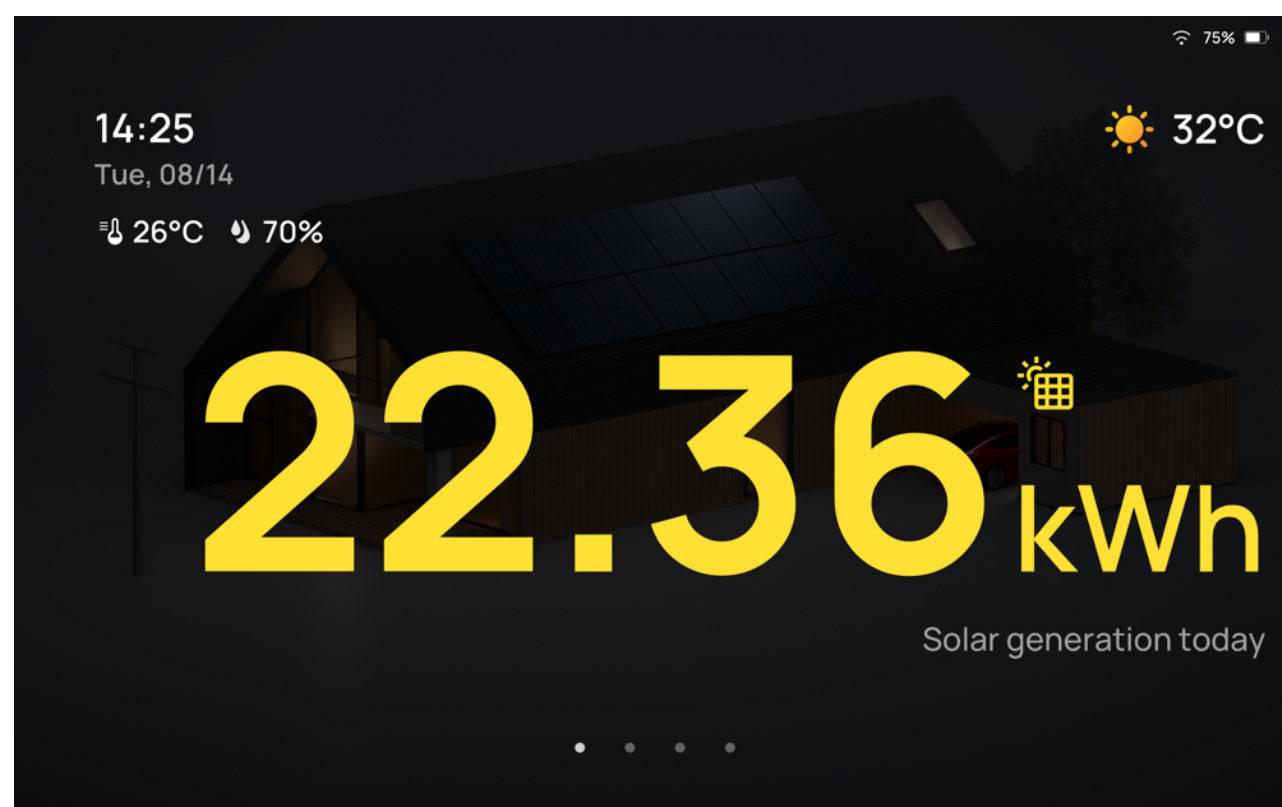 75%
14:25
32°C
Tue, 08/14
26°C 70%
22.36 kWh
Solar generation today